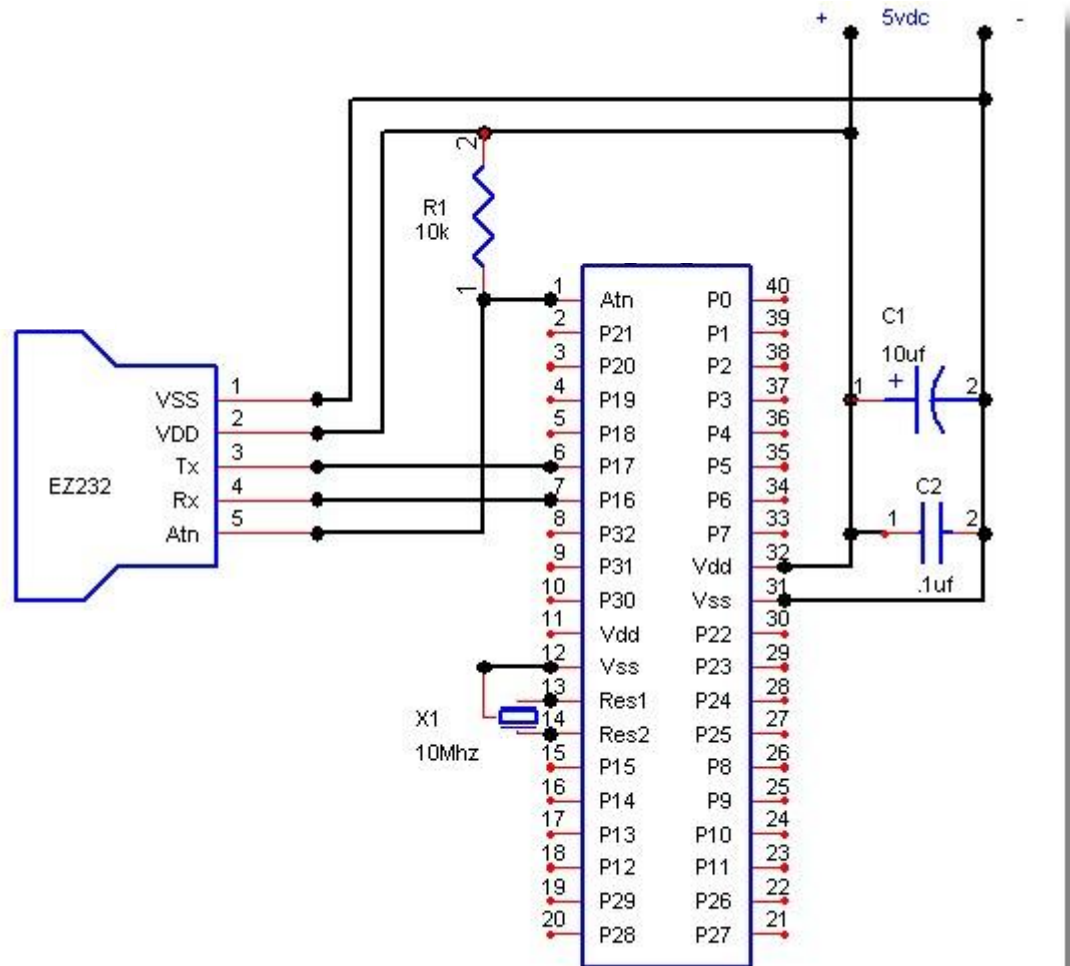 + 5vdc -
2
R1
10k
1
EZ232
VSS 1
VDD 2
Tx 3
Rx 4
Atn 5
1 Atn P0 40
2 P21 P1 39
3 P20 P2 38
4 P19 P3 37
5 P18 P4 36
6 P17 P5 35
7 P16 P6 34
8 P32 P7 33
9 P31 Vdd 32
10 P30 Vss 31
11 Vdd P22 30
12 Vss P23 29
13 Res1 P24 28
14 Res2 P25 27
15 P15 P8 26
16 P14 P9 25
17 P13 P10 24
18 P12 P11 23
19 P29 P26 22
20 P28 P27 21
C1
10uf
1 + 2
C2
1 2
.1uf
X1
10Mhz